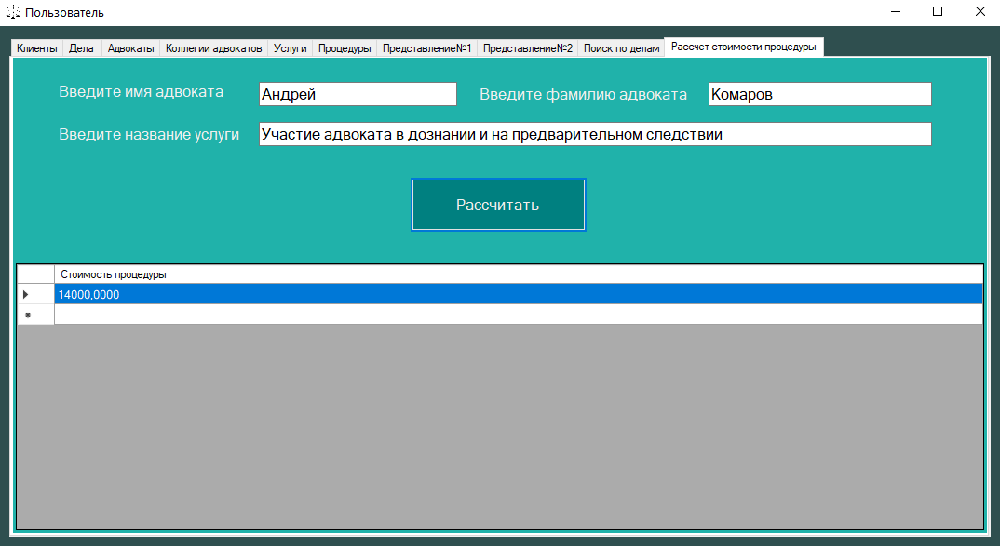 Пользователь
Клиенты Дела Адвокаты Коллегии адвокатов Услуги Процедуры Представление№1 Представление№2 Поиск по делам Рассчет стоимости процедуры
Введите имя адвоката Андрей Введите фамилию адвоката Комаров
Введите название услуги Участие адвоката в дознании и на предварительном следствии
Рассчитать
Стоимость процедуры
14000,0000